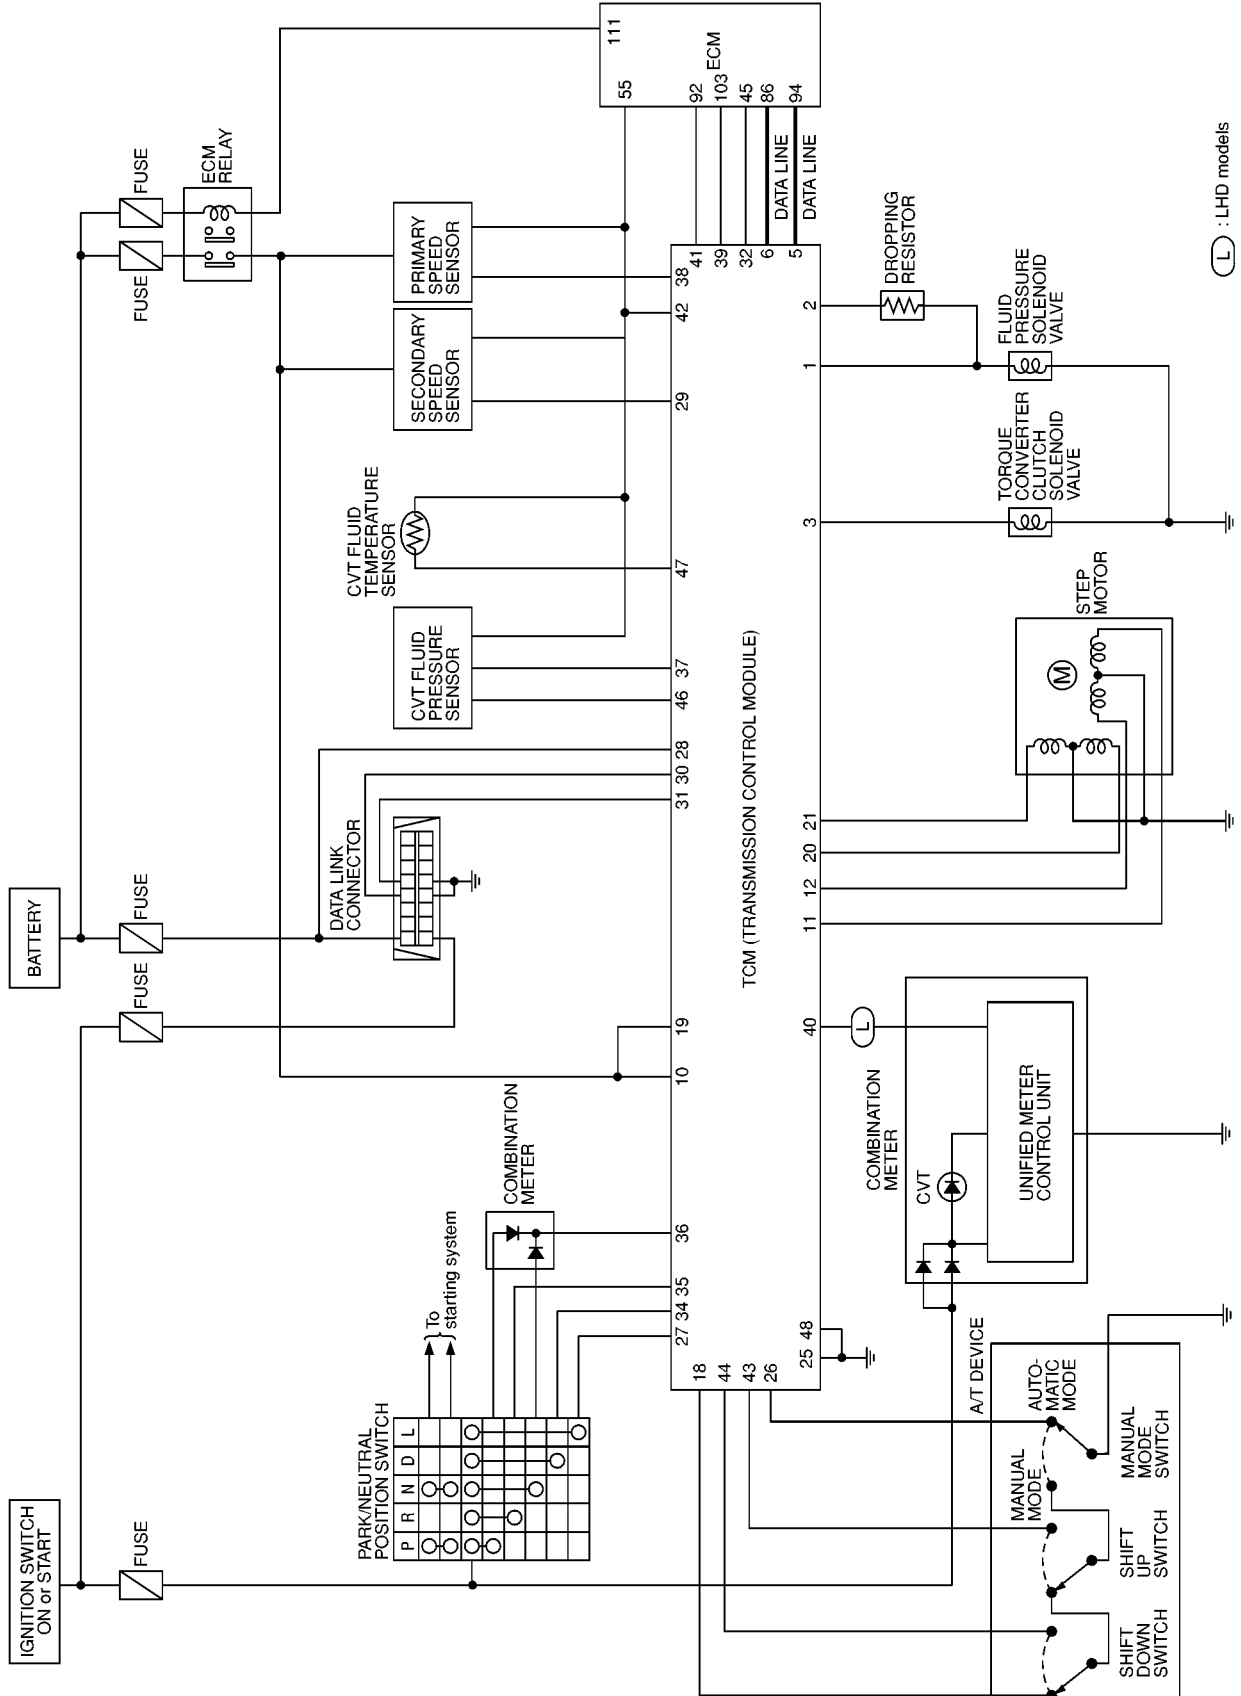 IGNITION SWITCH
ON or START
BATTERY
FUSE
FUSE
FUSE
FUSE
FUSE
ECM
RELAY
PARK/NEUTRAL
POSITION SWITCH
P R N D L
To
starting system
COMBINATION
METER
DATA LINK
CONNECTOR
CVT FLUID
PRESSURE
SENSOR
CVT FLUID
TEMPERATURE
SENSOR
SECONDARY
SPEED
SENSOR
PRIMARY
SPEED
SENSOR
111
55
ECM
92
103
45
86
94
DATA LINE
DATA LINE
27 34 35
36
10
19
31 30 28
46
37
47
29
42
38
41
39
32
6
5
TCM (TRANSMISSION CONTROL MODULE)
18
44
43
26
25 48
40
11
12
20
21
3
1
2
DROPPING
RESISTOR
FLUID
PRESSURE
SOLENOID
VALVE
TORQUE
CONVERTER
CLUTCH
SOLENOID
VALVE
STEP
MOTOR
M
L
COMBINATION
METER
CVT
UNIFIED METER
CONTROL UNIT
A/T DEVICE
AUTO-
MATIC
MODE
MANUAL
MODE
MANUAL
MODE
SWITCH
SHIFT
UP
SWITCH
SHIFT
DOWN
SWITCH
L : LHD models